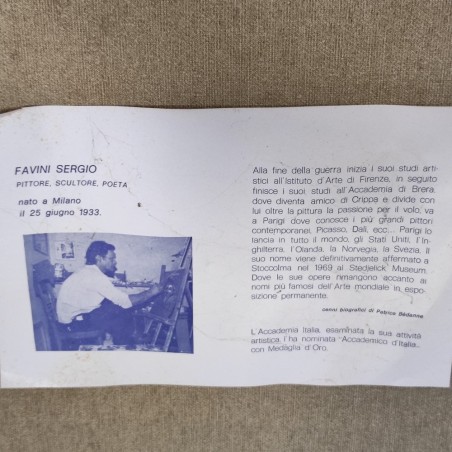 FAVINI SERGIO
PITTORE, SCULTORE, POETA
nato a Milano
il 25 giugno 1933.
Alla fine della guerra inizia i suoi studi arti-
stici all'Istituto d'Arte di Firenze, in seguito
finisce i suoi studi all'Accademia di Brera,
dove diventa amico di Crippa e divide con
lui oltre la pittura la passione per il volo, va
a Parigi dove conosce i più grandi pittori
contemporanei, Picasso, Dalì, ecc... Parigi lo
lancia in tutto il mondo, gli Stati Uniti, l'In-
ghilterra, l'Olanda, la Norvegia, la Svezia, il
suo nome viene definitivamente affermato a
Stoccolma nel 1969 al Stedelick Museum.
Dove le sue opere rimangono accanto ai
nomi più famosi dell'Arte mondiale in espo-
sizione permanente.
cenni biografici di Patrice Bédanne
L'Accademia Italia, esaminata la sua attività
artistica l'ha nominata "Accademico d'Italia„
con Medaglia d'Oro.